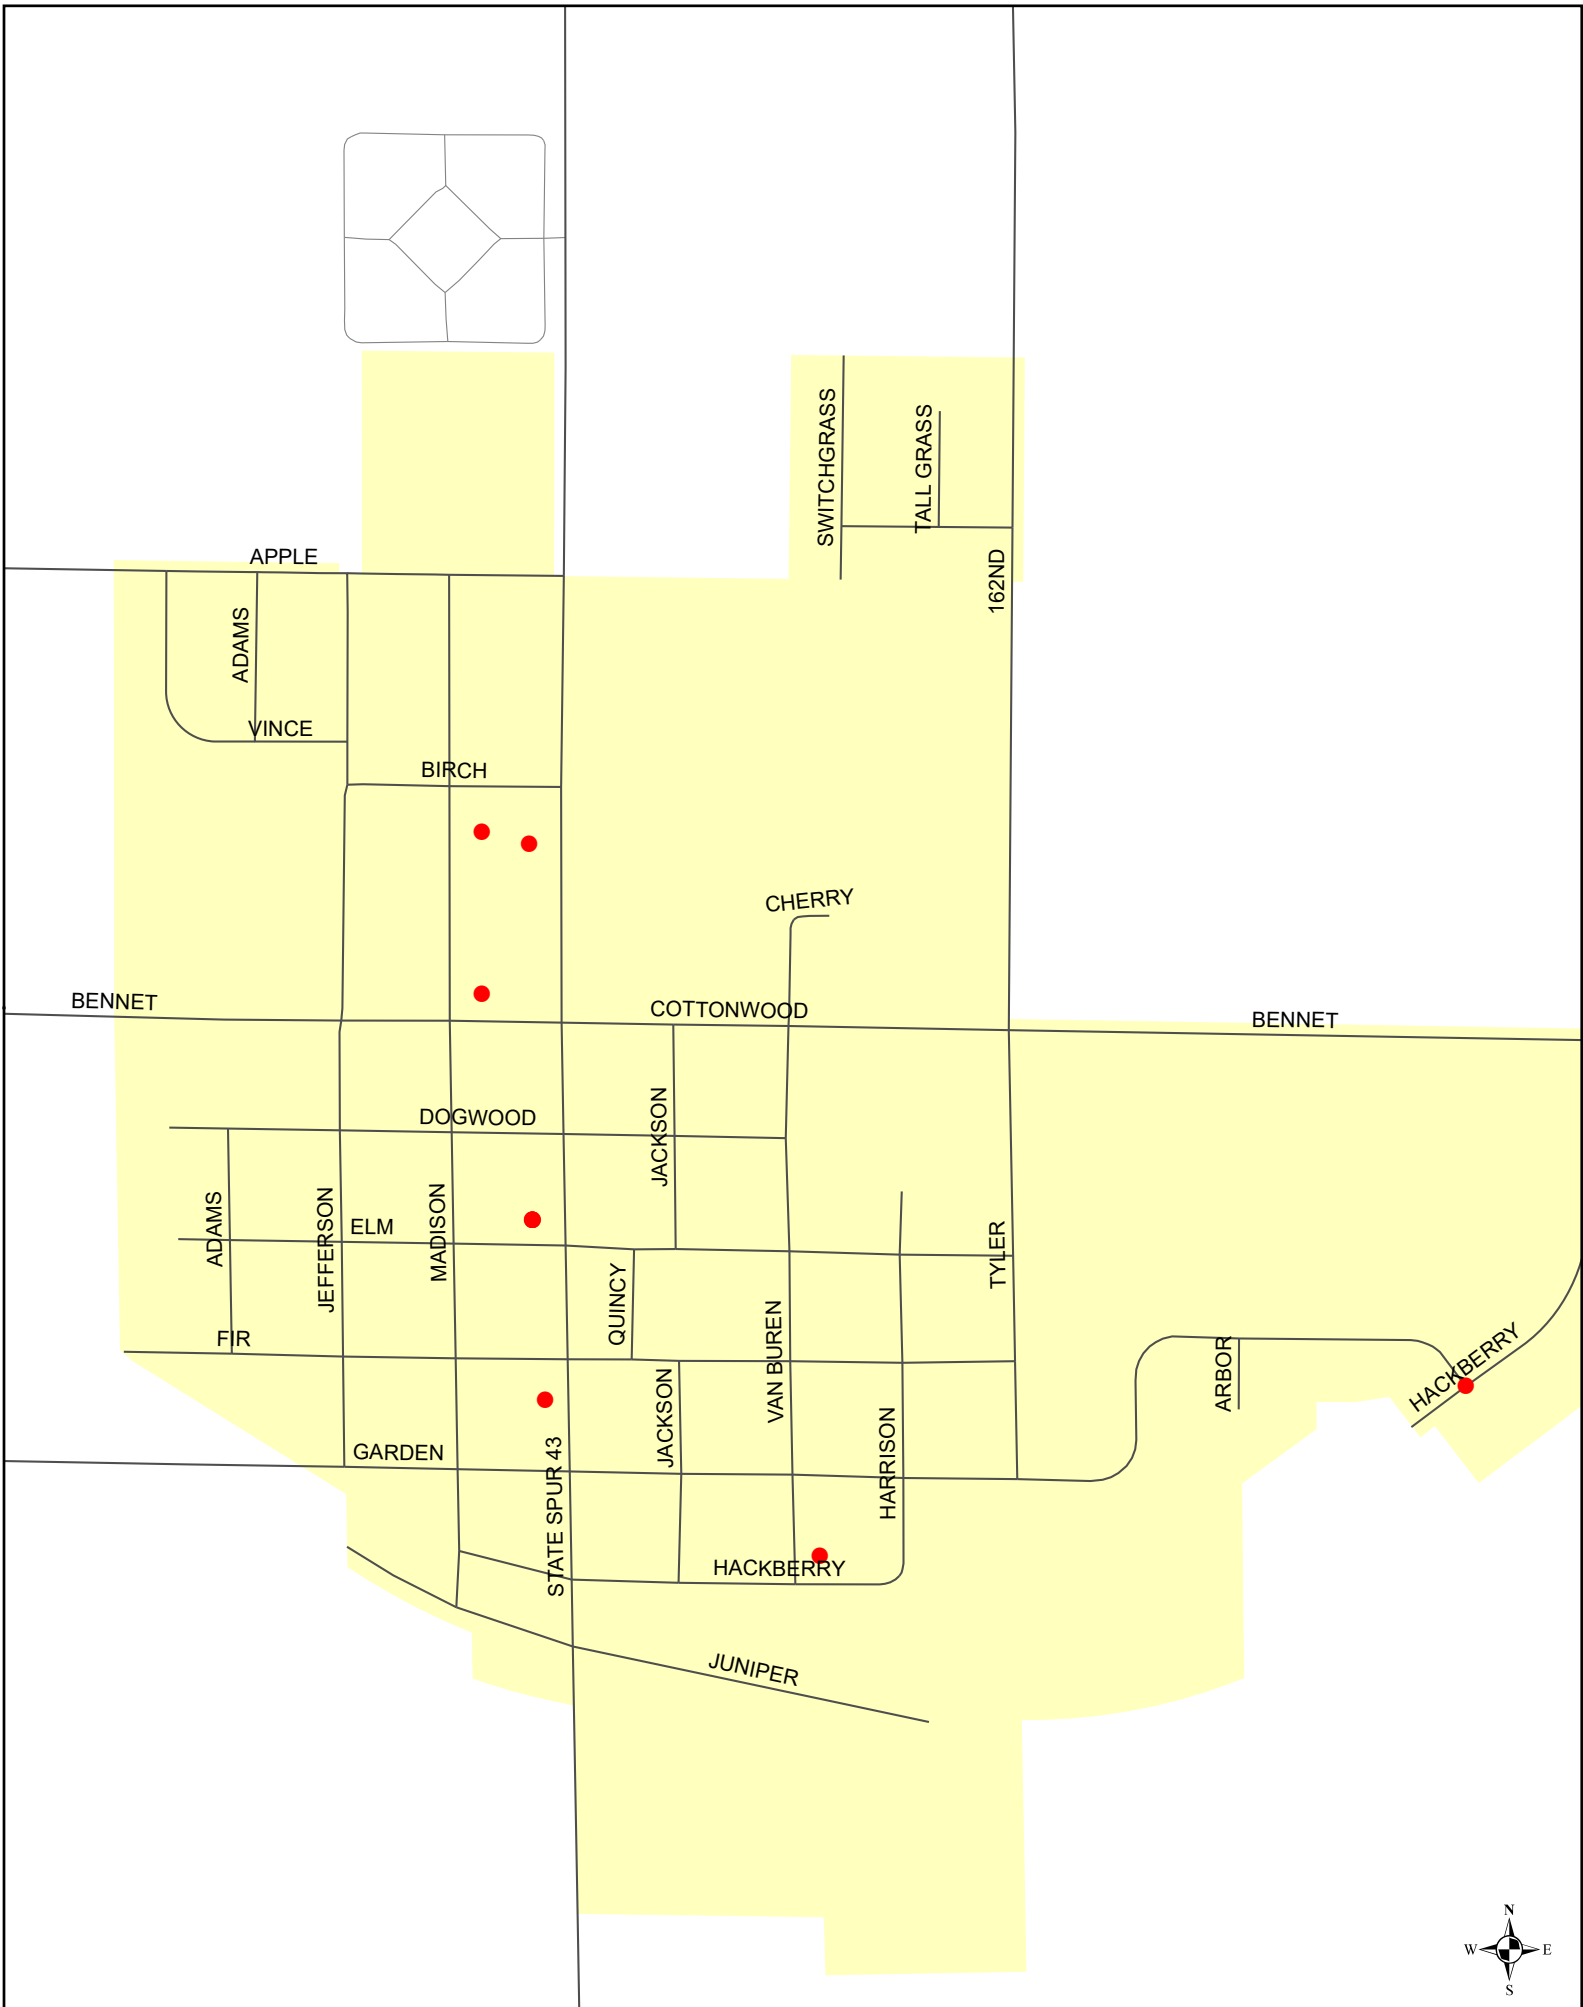 SWITCHGRASS
TALL GRASS
APPLE
162ND
ADAMS
VINCE
BIRCH
CHERRY
BENNET
COTTONWOOD
BENNET
DOGWOOD
JACKSON
ADAMS
JEFFERSON
MADISON
ELM
TYLER
QUINCY
FIR
VAN BUREN
ARBOR
HACKBERRY
JACKSON
HARRISON
GARDEN
STATE SPUR 43
HACKBERRY
JUNIPER
N
W E
S